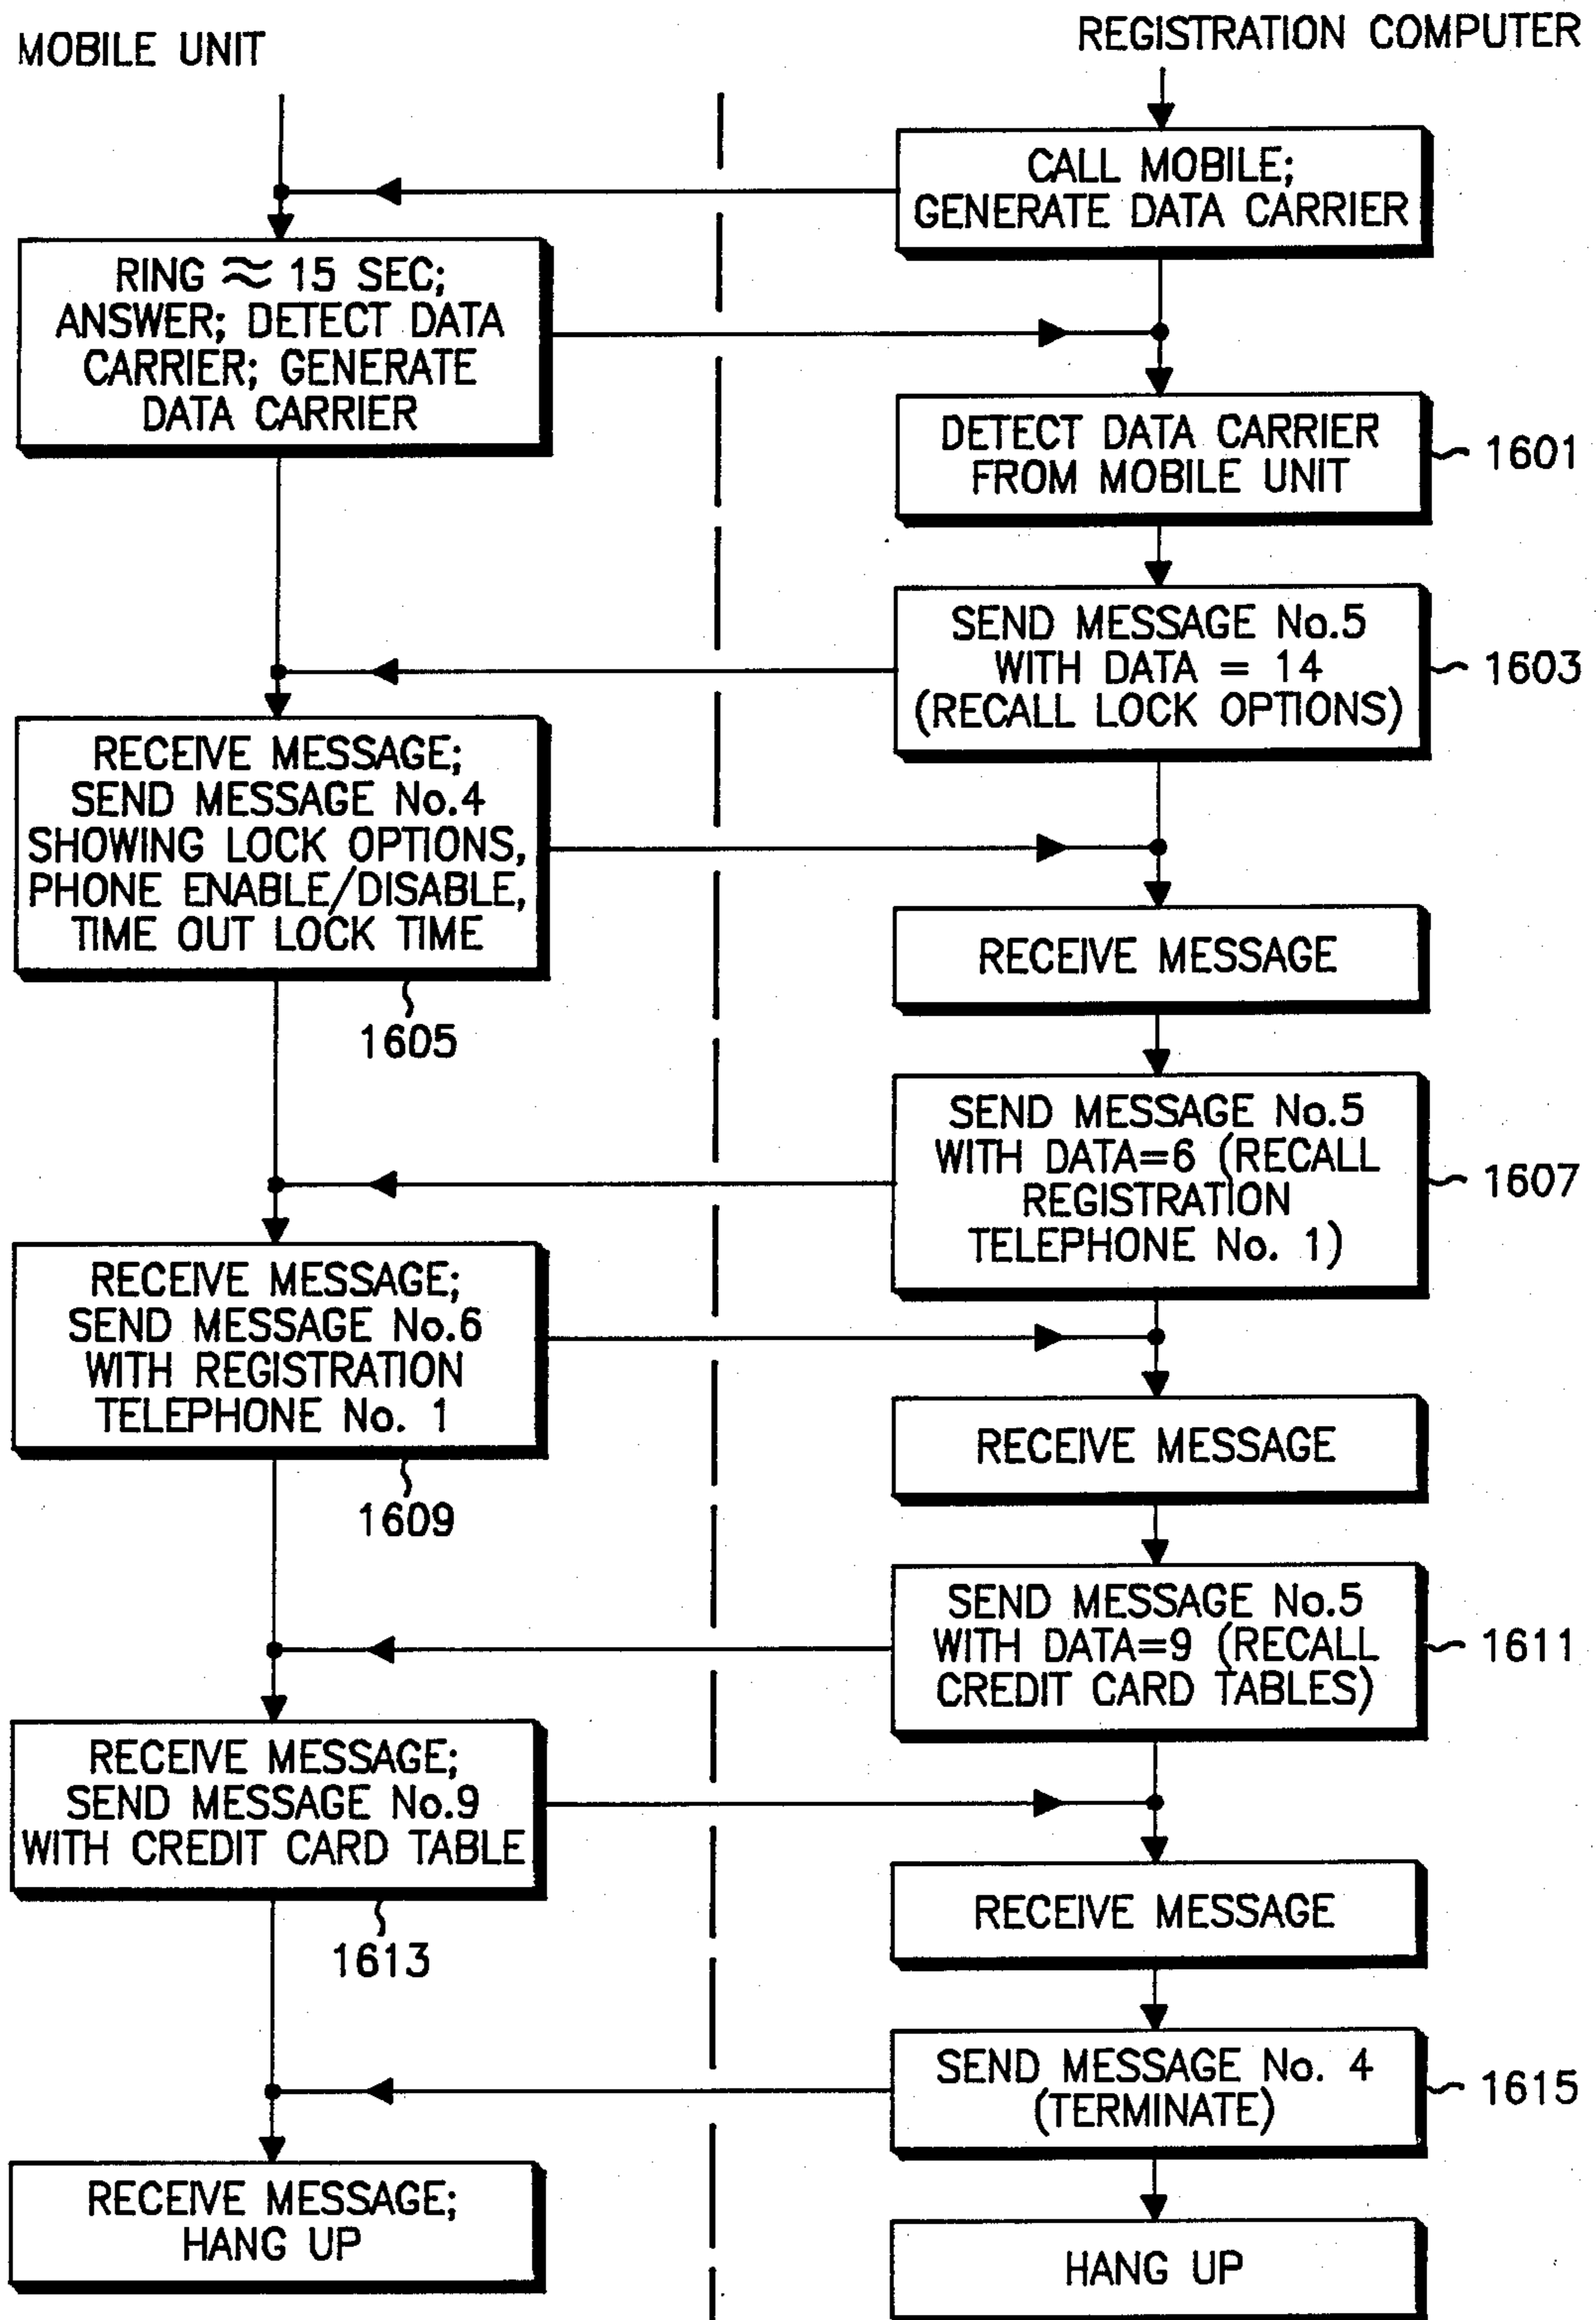 MOBILE UNIT
REGISTRATION COMPUTER
CALL MOBILE;
GENERATE DATA CARRIER
RING ≈ 15 SEC;
ANSWER; DETECT DATA
CARRIER; GENERATE
DATA CARRIER
DETECT DATA CARRIER
FROM MOBILE UNIT
1601
SEND MESSAGE No.5
WITH DATA = 14
(RECALL LOCK OPTIONS)
1603
RECEIVE MESSAGE;
SEND MESSAGE No.4
SHOWING LOCK OPTIONS,
PHONE ENABLE/DISABLE,
TIME OUT LOCK TIME
1605
RECEIVE MESSAGE
SEND MESSAGE No.5
WITH DATA=6 (RECALL
REGISTRATION
TELEPHONE No. 1)
1607
RECEIVE MESSAGE;
SEND MESSAGE No.6
WITH REGISTRATION
TELEPHONE No. 1
1609
RECEIVE MESSAGE
SEND MESSAGE No.5
WITH DATA=9 (RECALL
CREDIT CARD TABLES)
1611
RECEIVE MESSAGE;
SEND MESSAGE No.9
WITH CREDIT CARD TABLE
1613
RECEIVE MESSAGE
SEND MESSAGE No. 4
(TERMINATE)
1615
RECEIVE MESSAGE;
HANG UP
HANG UP